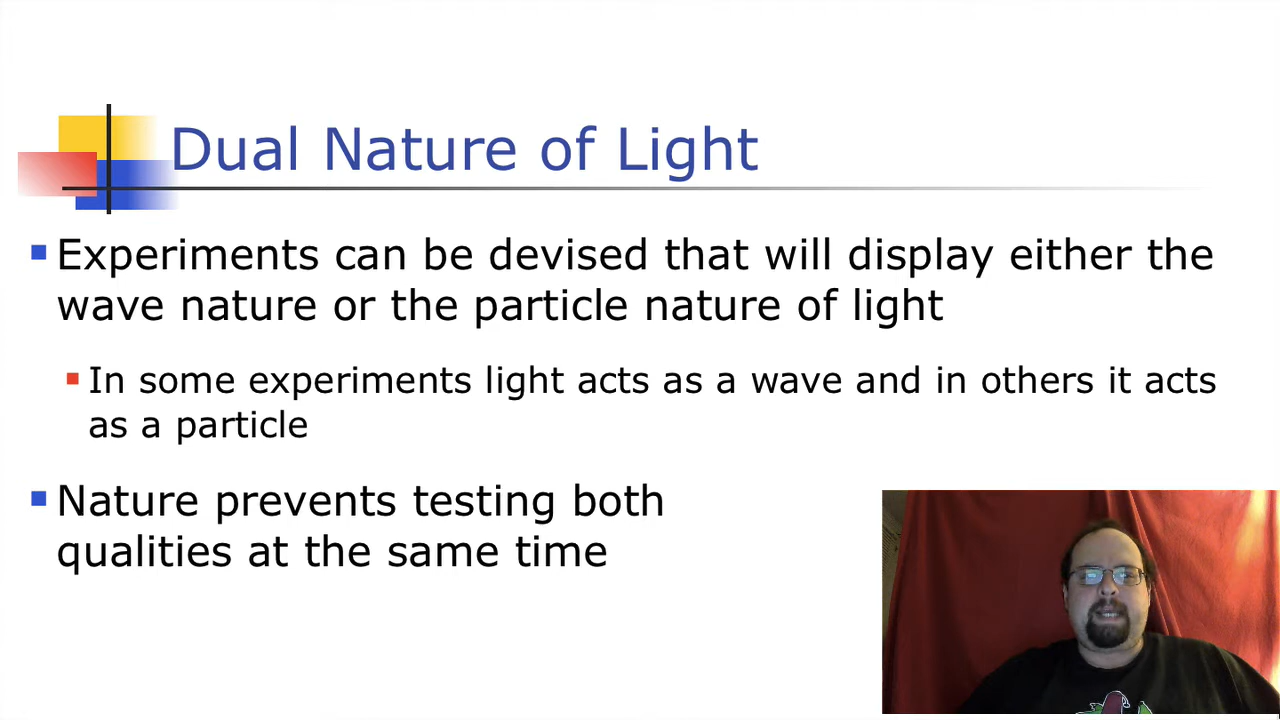 Dual Nature of Light
Experiments can be devised that will display either the
wave nature or the particle nature of light
In some experiments light acts as a wave and in others it acts
as a particle
Nature prevents testing both
qualities at the same time